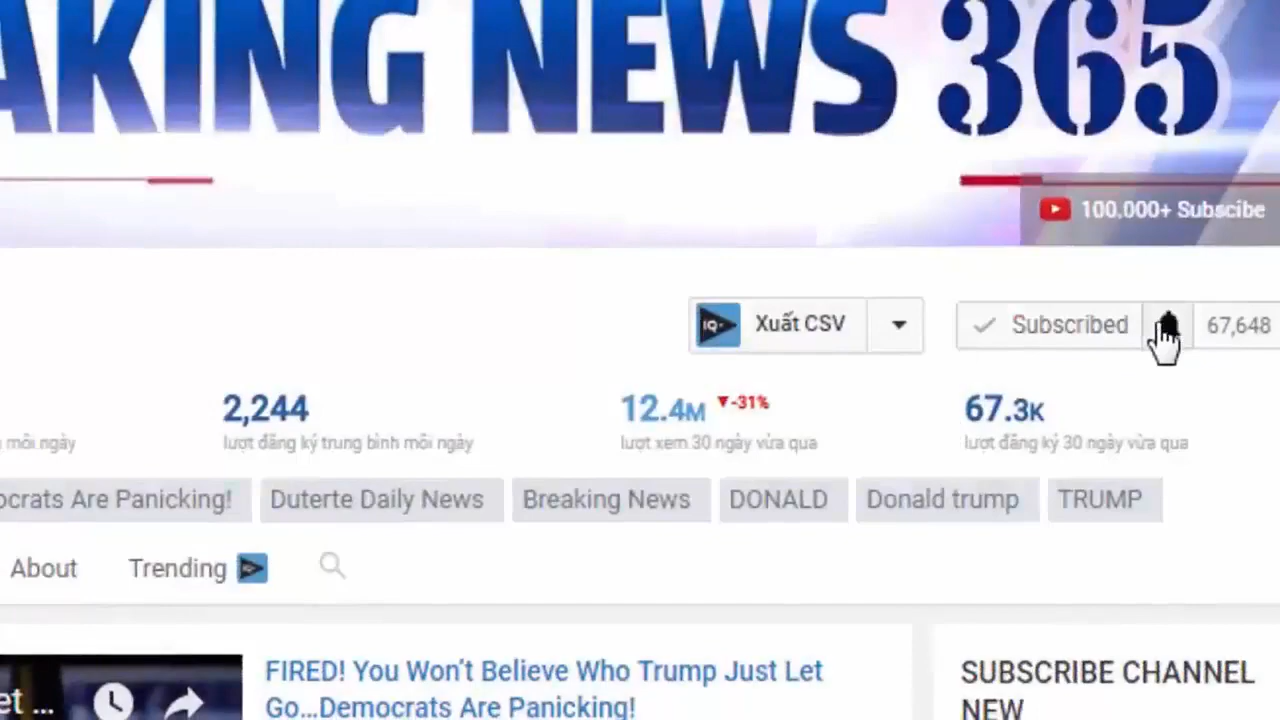 AKING NEWS 365
100,000+ Subscibe
IQ
Xuất CSV
Subscribed
67,648
2,244
12.4M
-31%
67.3K
mỗi ngày
lượt đăng ký trung bình mỗi ngày
lượt xem 30 ngày vừa qua
lượt đăng ký 30 ngày vừa qua
ocrats Are Panicking!
Duterte Daily News
Breaking News
DONALD
Donald trump
TRUMP
About
Trending
et ...
FIRED! You Won't Believe Who Trump Just Let
Go...Democrats Are Panicking!
SUBSCRIBE CHANNEL
NEW